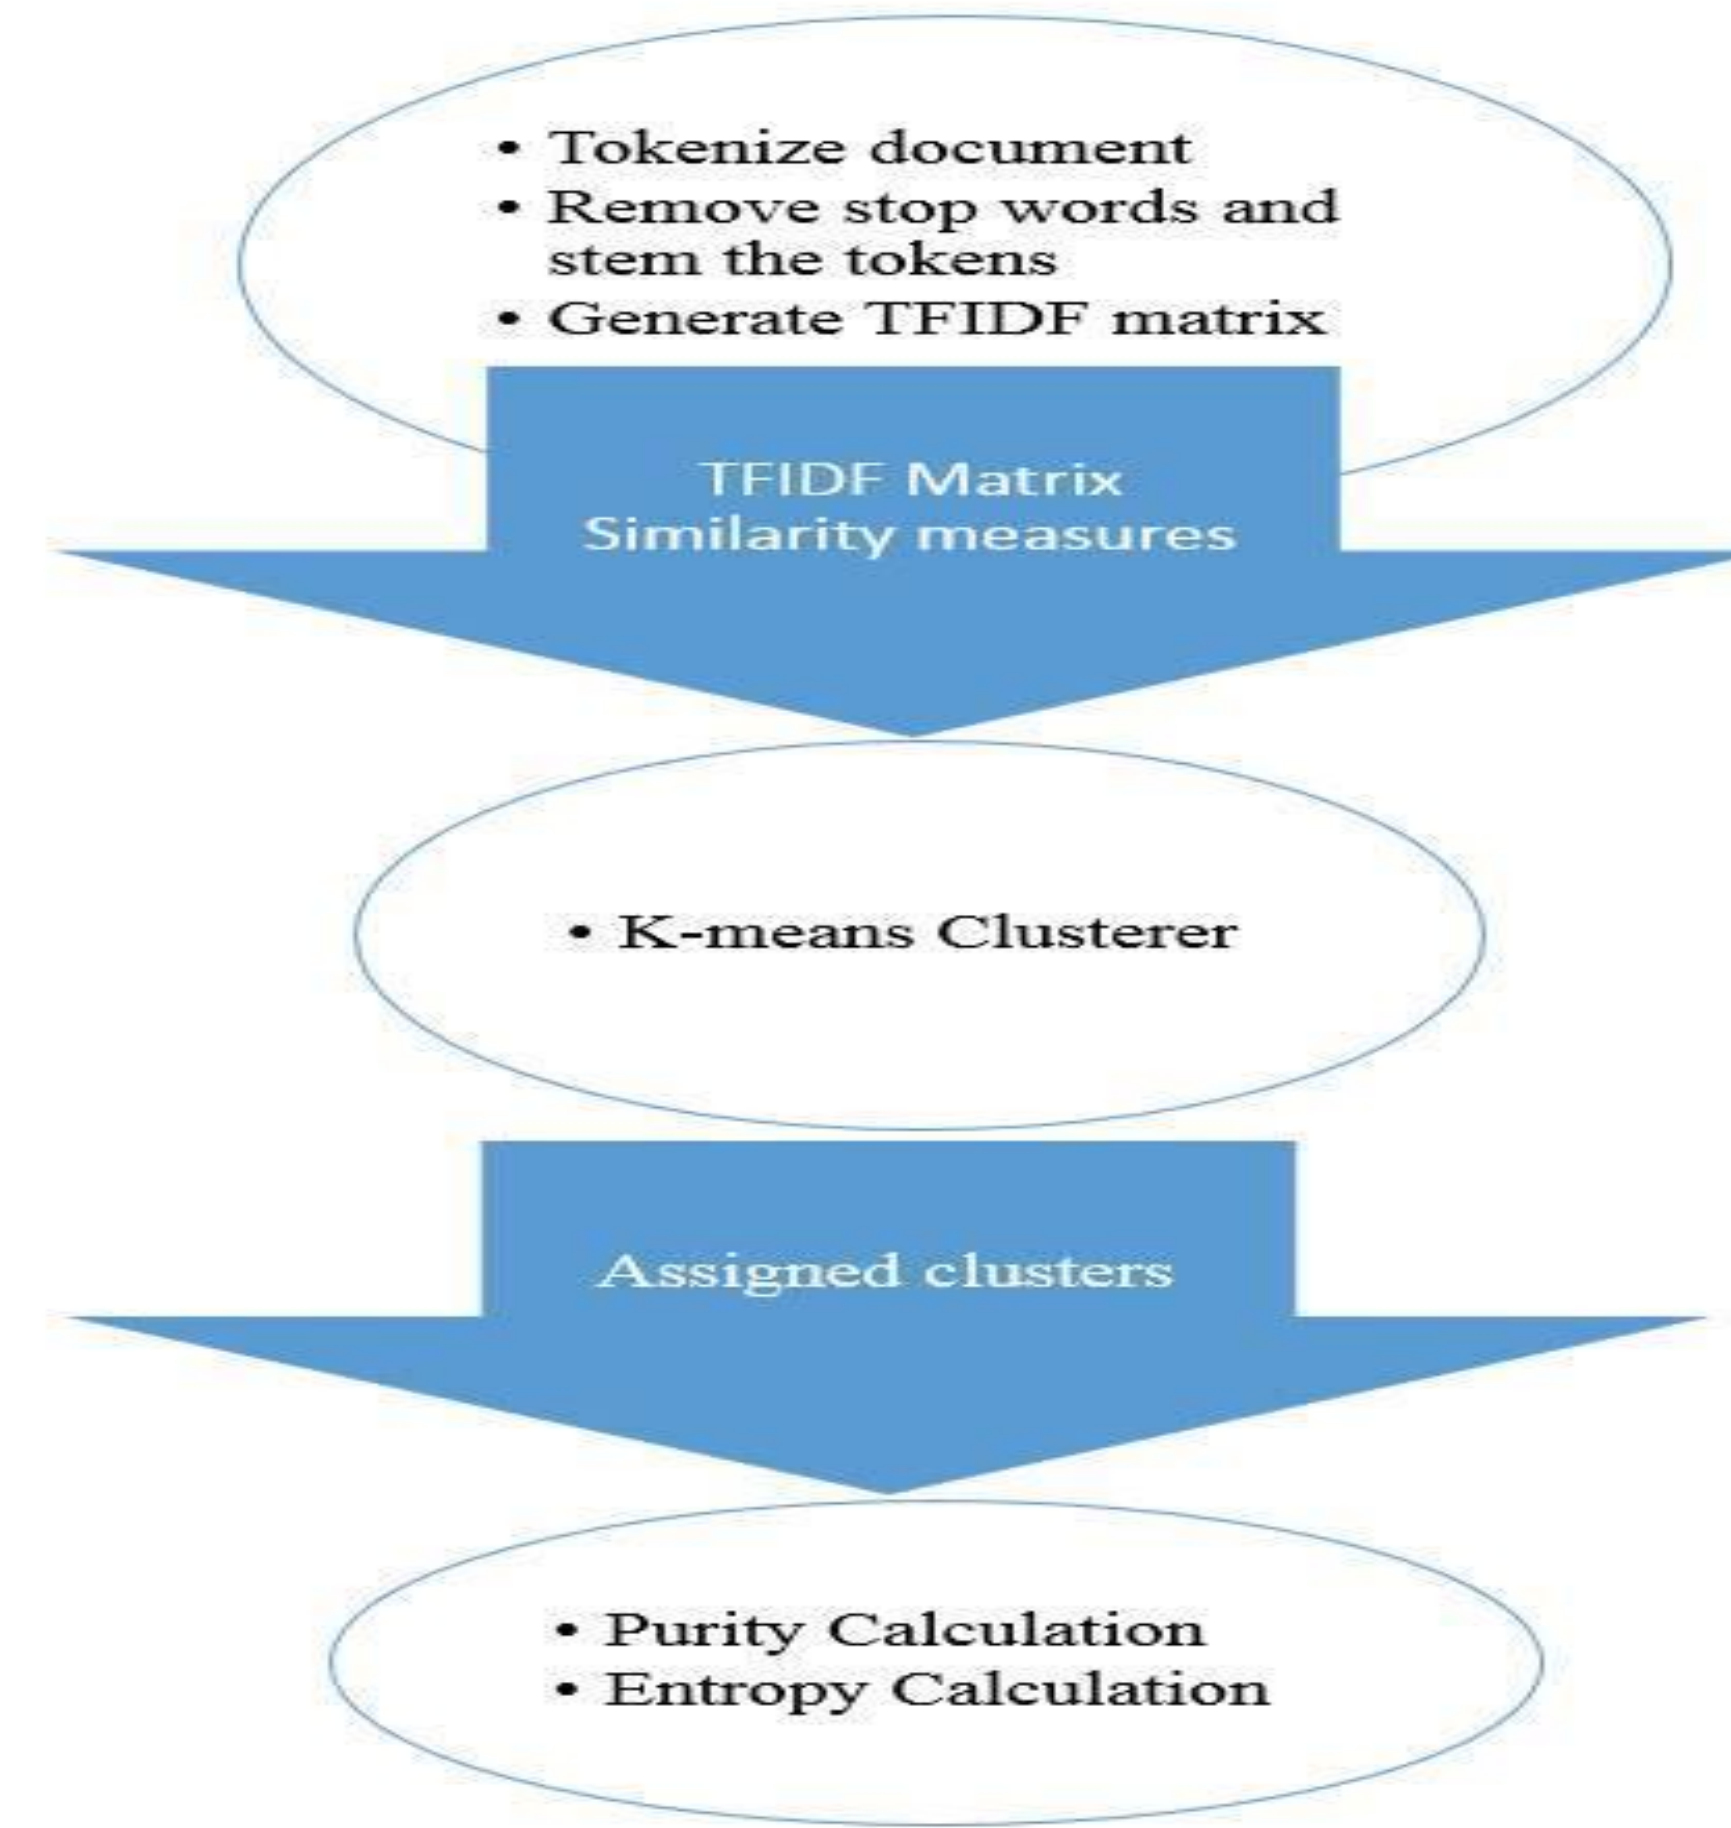 • Tokenize document
• Remove stop words and
stem the tokens
• Generate TFIDF matrix
TFIDF Matrix
Similarity measures
• K-means Clusterer
Assigned clusters
• Purity Calculation
• Entropy Calculation